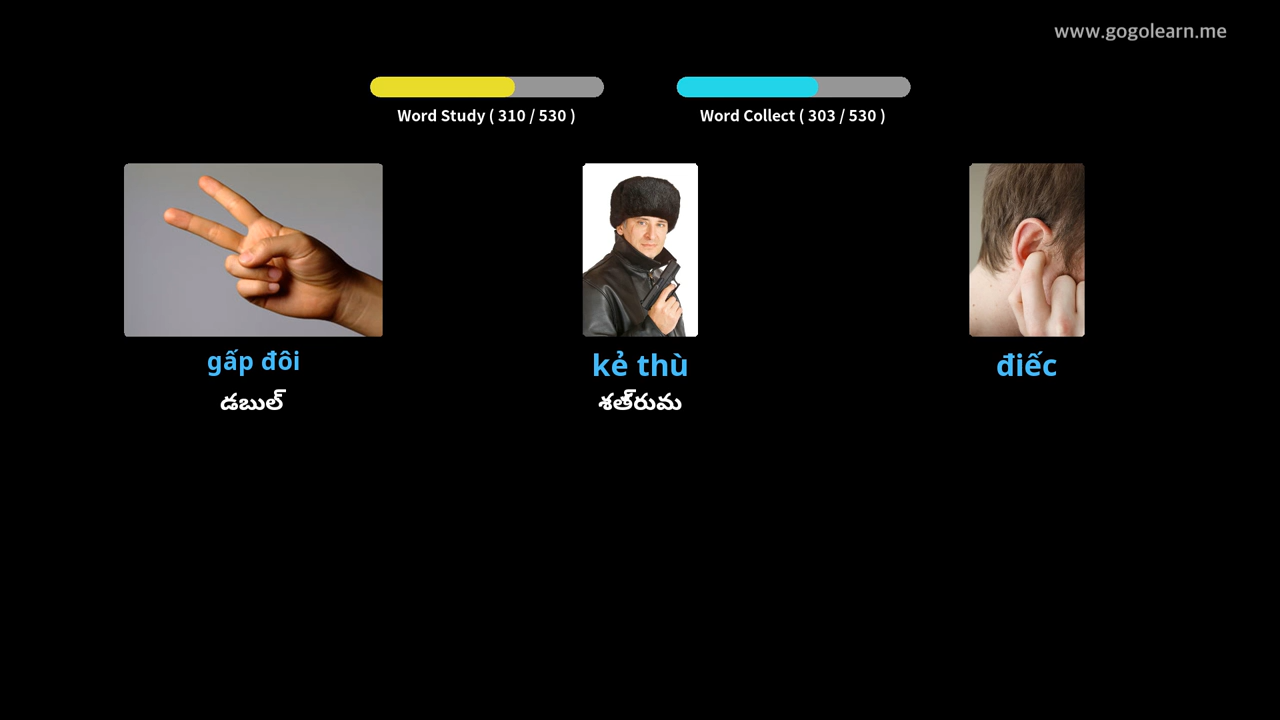 www.gogolearn.me
Word Study ( 310 / 530 )
Word Collect ( 303 / 530 )
gấp đôi
kẻ thù
điếc
డబుల్
శత్రుమ